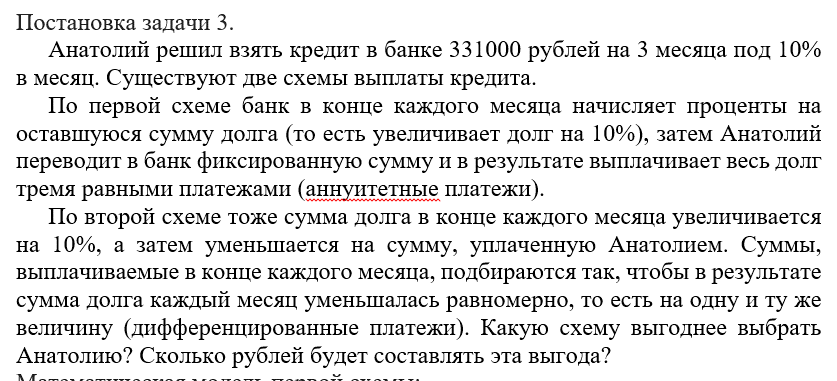 Постановка задачи 3.
Анатолий решил взять кредит в банке 331000 рублей на 3 месяца под 10%
в месяц. Существуют две схемы выплаты кредита.
По первой схеме банк в конце каждого месяца начисляет проценты на
оставшуюся сумму долга (то есть увеличивает долг на 10%), затем Анатолий
переводит в банк фиксированную сумму и в результате выплачивает весь долг
тремя равными платежами (аннуитетные платежи).
По второй схеме тоже сумма долга в конце каждого месяца увеличивается
на 10%, а затем уменьшается на сумму, уплаченную Анатолием. Суммы,
выплачиваемые в конце каждого месяца, подбираются так, чтобы в результате
сумма долга каждый месяц уменьшалась равномерно, то есть на одну и ту же
величину (дифференцированные платежи). Какую схему выгоднее выбрать
Анатолию? Сколько рублей будет составлять эта выгода?